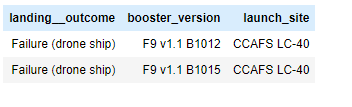 landing__outcome booster_version launch_site
Failure (drone ship) F9 v1.1 B1012 CCAFS LC-40
Failure (drone ship) F9 v1.1 B1015 CCAFS LC-40